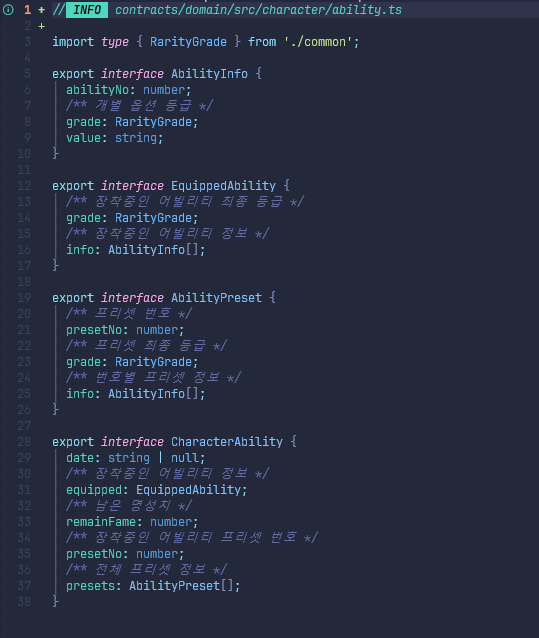 1 + // INFO contracts/domain/src/character/ability.ts
2 +
3 import type { RarityGrade } from './common';
4
5 export interface AbilityInfo {
6 abilityNo: number;
7 /** 개별 옵션 등급 */
8 grade: RarityGrade;
9 value: string;
10 }
11
12 export interface EquippedAbility {
13 /** 장착중인 어빌리티 최종 등급 */
14 grade: RarityGrade;
15 /** 장착중인 어빌리티 정보 */
16 info: AbilityInfo[];
17 }
18
19 export interface AbilityPreset {
20 /** 프리셋 번호 */
21 presetNo: number;
22 /** 프리셋 최종 등급 */
23 grade: RarityGrade;
24 /** 번호별 프리셋 정보 */
25 info: AbilityInfo[];
26 }
27
28 export interface CharacterAbility {
29 date: string | null;
30 /** 장착중인 어빌리티 정보 */
31 equipped: EquippedAbility;
32 /** 남은 명성치 */
33 remainFame: number;
34 /** 장착중인 어빌리티 프리셋 번호 */
35 presetNo: number;
36 /** 전체 프리셋 정보 */
37 presets: AbilityPreset[];
38 }